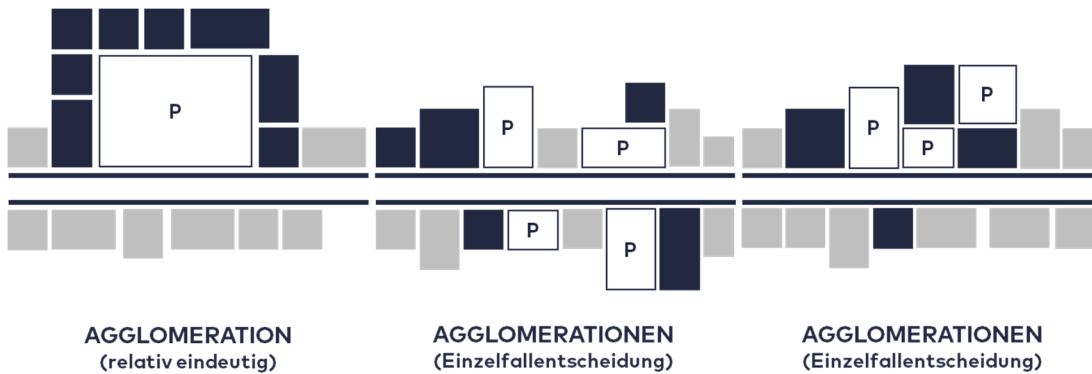 P
P
P
P
P
P
P
P
AGGLOMERATION
(relativ eindeutig)
AGGLOMERATIONEN
(Einzelfallentscheidung)
AGGLOMERATIONEN
(Einzelfallentscheidung)